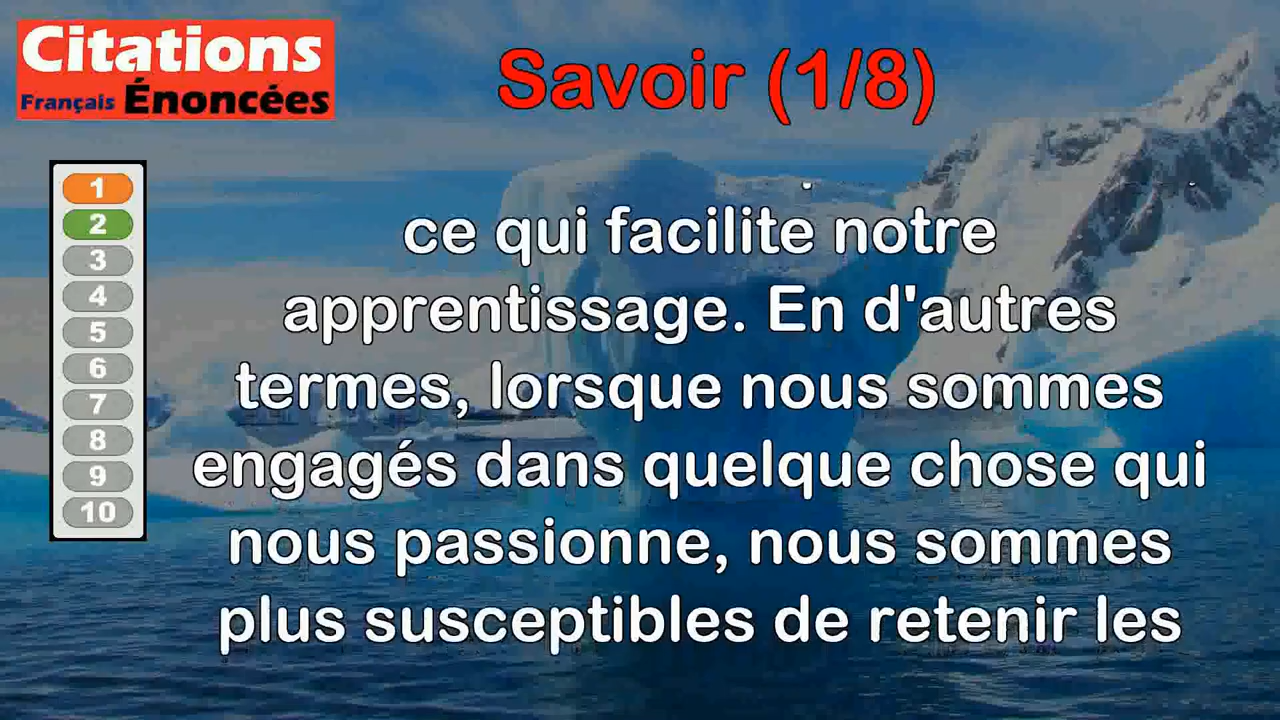 Citations
Français Énoncées
Savoir (1/8)
1
2
3
4
5
6
7
8
9
10
ce qui facilite notre
apprentissage. En d'autres
termes, lorsque nous sommes
engagés dans quelque chose qui
nous passionne, nous sommes
plus susceptibles de retenir les